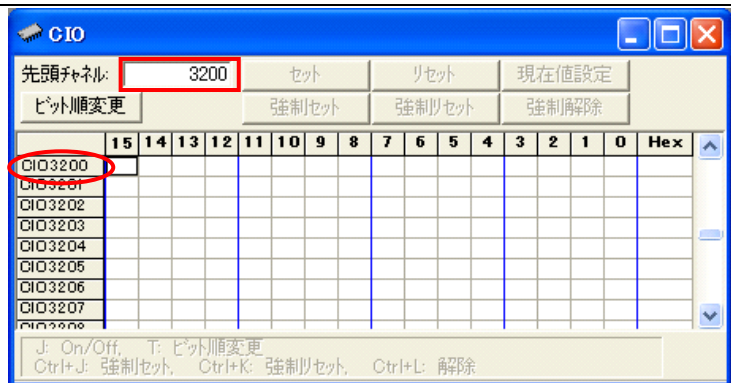 CIO
先頭チャネル: 3200 セット リセット 現在値設定
ビット順変更 強制セット 強制リセット 強制解除
15 14 13 12 11 10 9 8 7 6 5 4 3 2 1 0 Hex
CIO3200
CIO3201
CIO3202
CIO3203
CIO3204
CIO3205
CIO3206
CIO3207
CIO3208
J: On/Off, T: ビット順変更
Ctrl+J: 強制セット, Ctrl+K: 強制リセット, Ctrl+L: 解除